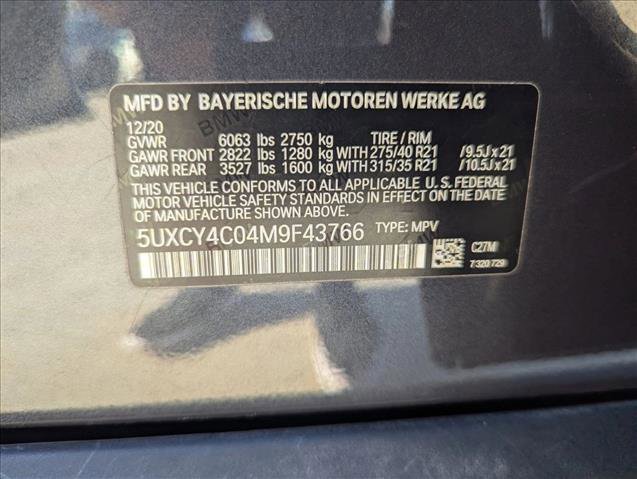 MFD BY BAYERISCHE MOTOREN WERKE AG
12/20
GVWR 6063 lbs 2750 kg TIRE / RIM
GAWR FRONT 2822 lbs 1280 kg WITH 275/40 R21 /9.5J x 21
GAWR REAR 3527 lbs 1600 kg WITH 315/35 R21 /10.5J x 21
THIS VEHICLE CONFORMS TO ALL APPLICABLE U. S. FEDERAL
MOTOR VEHICLE SAFETY STANDARDS IN EFFECT ON THE DATE
OF MANUFACTURE SHOWN ABOVE.
5UXCY4C04M9F43766 TYPE: MPV
C27M
7 320 729